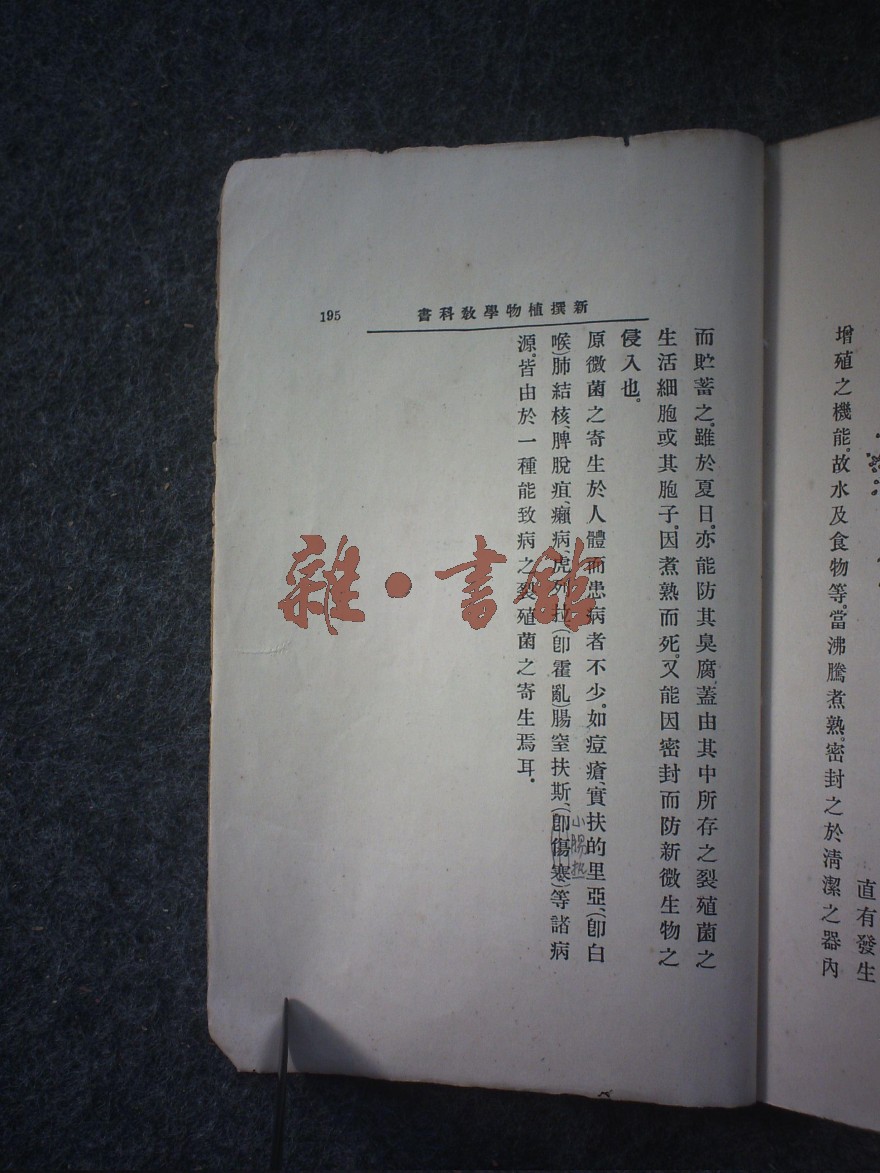 直有發生
增殖之機能。故水及食物等。當沸騰煮熟。密封之於清潔之器內
195
新撰植物學敎科書
而貯蓄之。雖於夏日。亦能防其臭腐。蓋由其中所存之裂殖菌之
生活細胞或其胞子。因煮熟而死。又能因密封而防新微生物之
侵入也。
原微菌之寄生於人體而患病者不少。如痘瘡、實扶的里亞、(卽白
喉)肺結核、脾脫疽、癩病、虎列拉(卽霍亂)腸窒扶斯、(卽傷寒)等諸病
小腸热
源。皆由於一種能致病之裂殖菌之寄生焉耳。
雜·書館